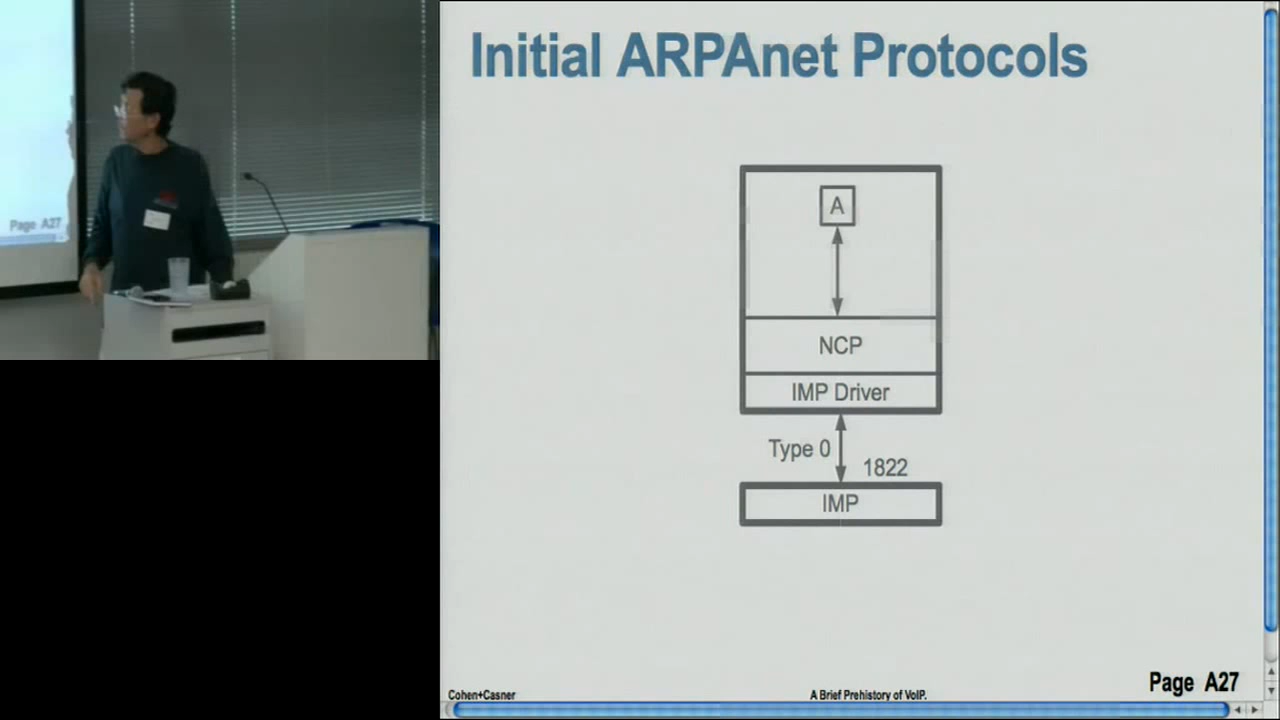 Initial ARPAnet Protocols
A
NCP
IMP Driver
Type 0
1822
IMP
Cohen+Casner
A Brief Prehistory of VoIP.
Page A27
Page A27